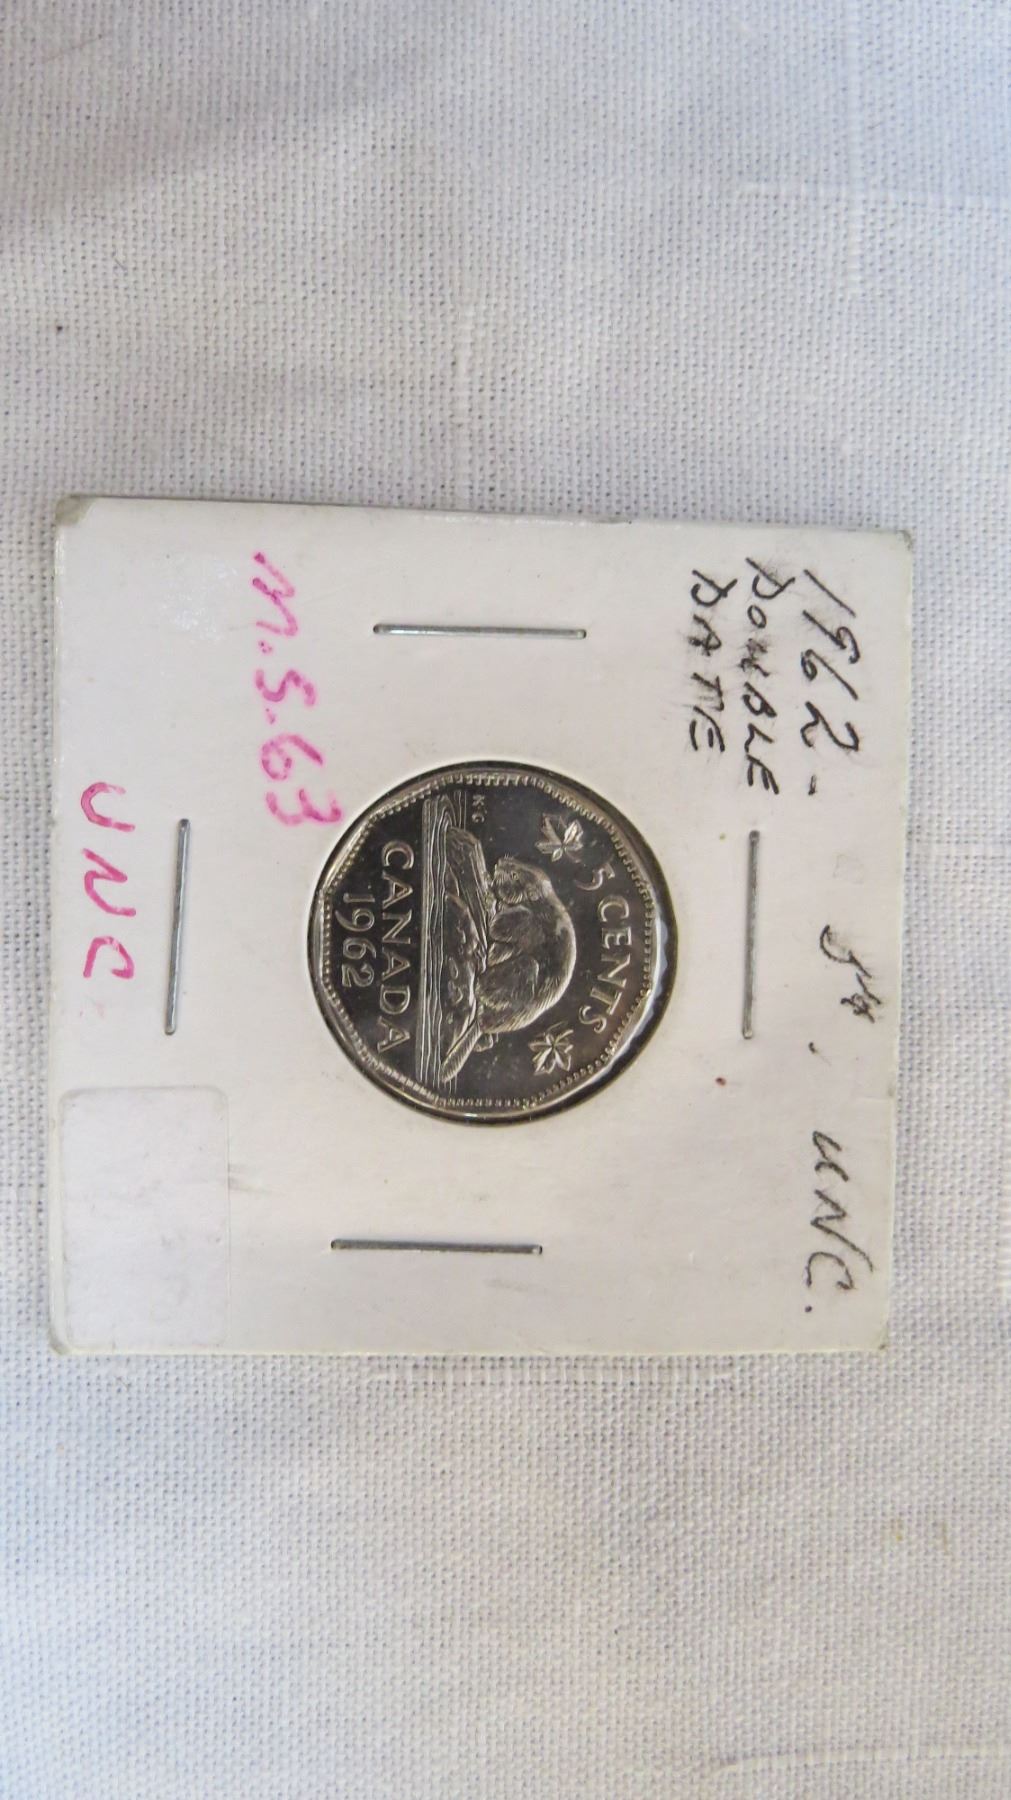 1962 - 5¢. UNC.
DOUBLE
DATE
5 CENTS
K·G
CANADA
1962
M.S.63
UNC